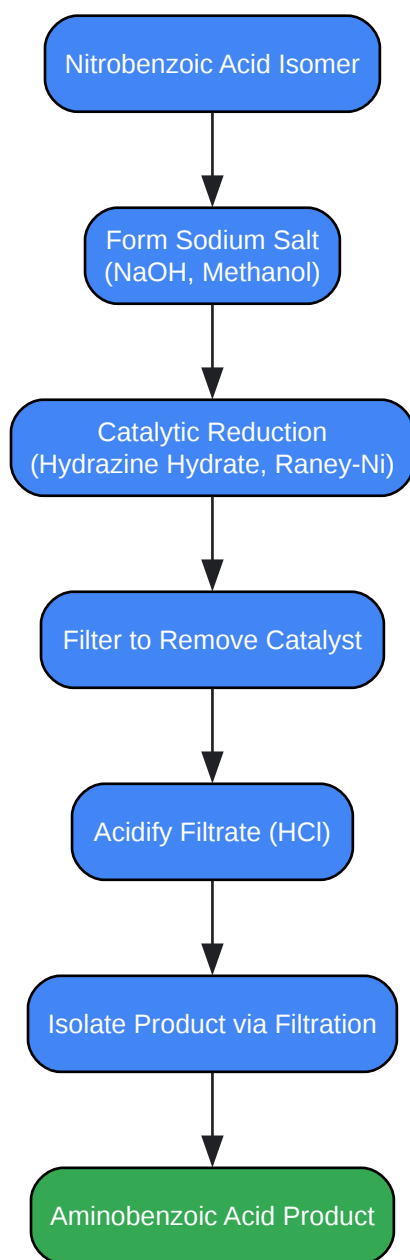 Nitrobenzoic Acid Isomer
Form Sodium Salt
(NaOH, Methanol)
Catalytic Reduction
(Hydrazine Hydrate, Raney-Ni)
Filter to Remove Catalyst
Acidify Filtrate (HCl)
Isolate Product via Filtration
Aminobenzoic Acid Product